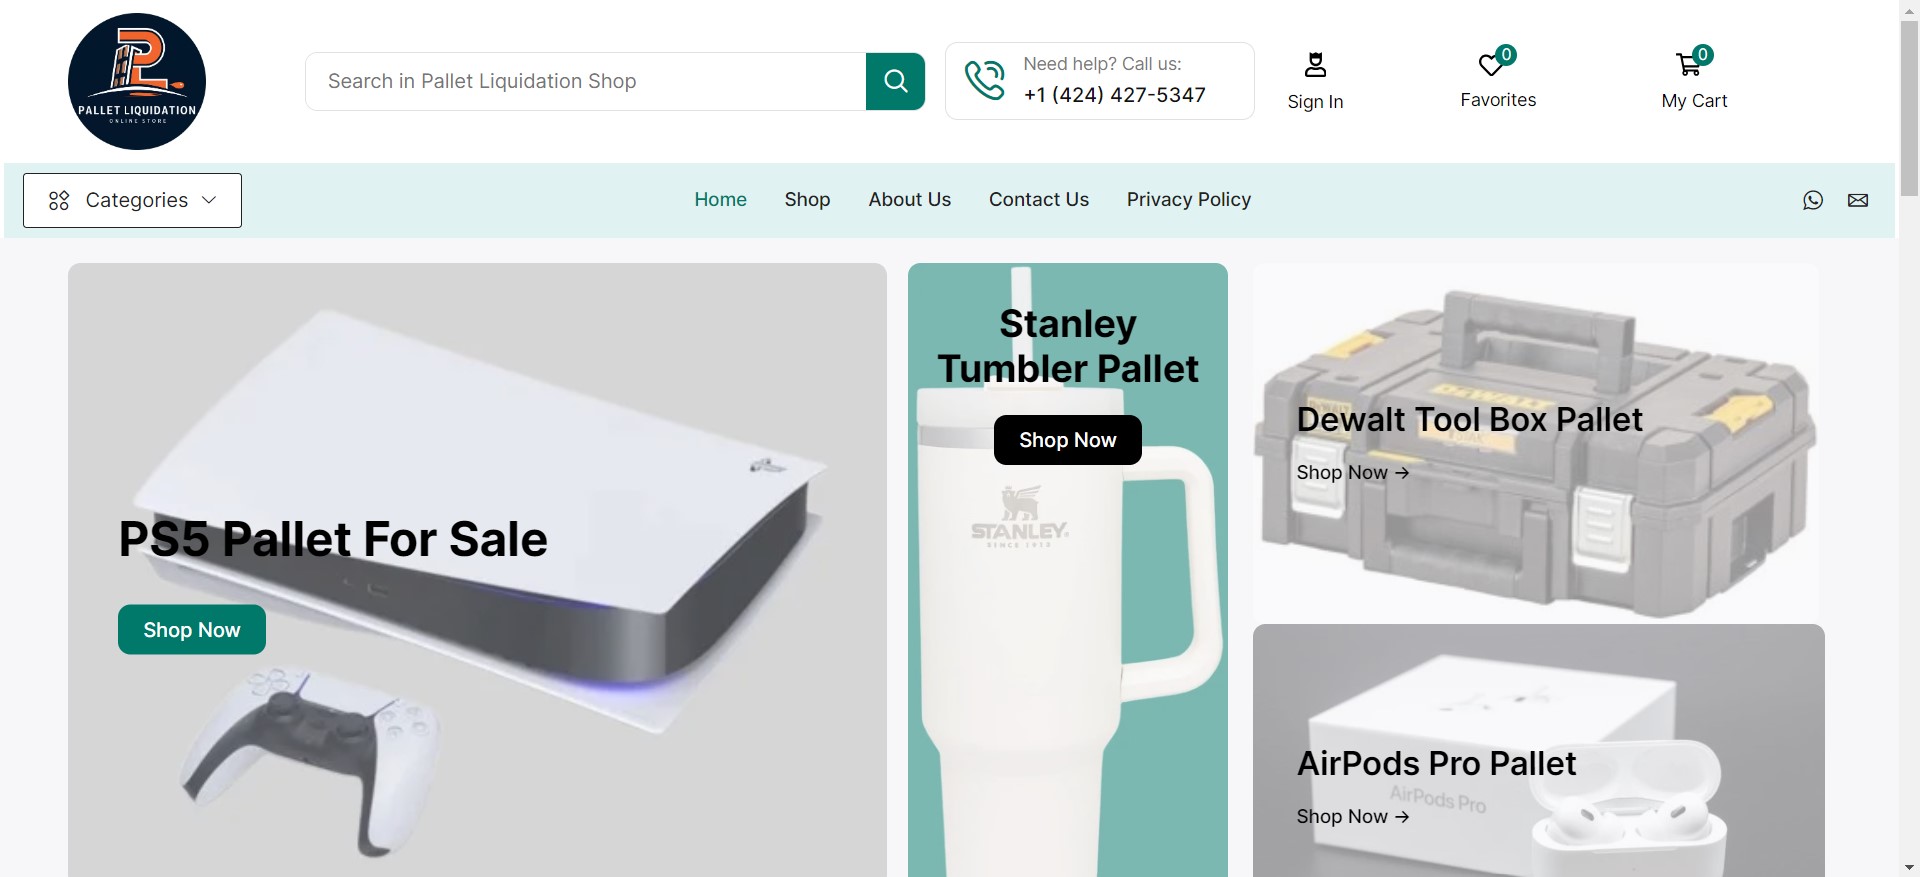 PALLET LIQUIDATION
ONLINE STORE
Search in Pallet Liquidation Shop
Need help? Call us:
+1 (424) 427-5347
Sign In
0
Favorites
0
My Cart
Categories
Home
Shop
About Us
Contact Us
Privacy Policy
PS5 Pallet For Sale
Shop Now
Stanley
Tumbler Pallet
Shop Now
STANLEY
SINCE 1913
DEWALT
Dewalt Tool Box Pallet
Shop Now →
AirPods Pro Pallet
AirPods Pro
Shop Now →